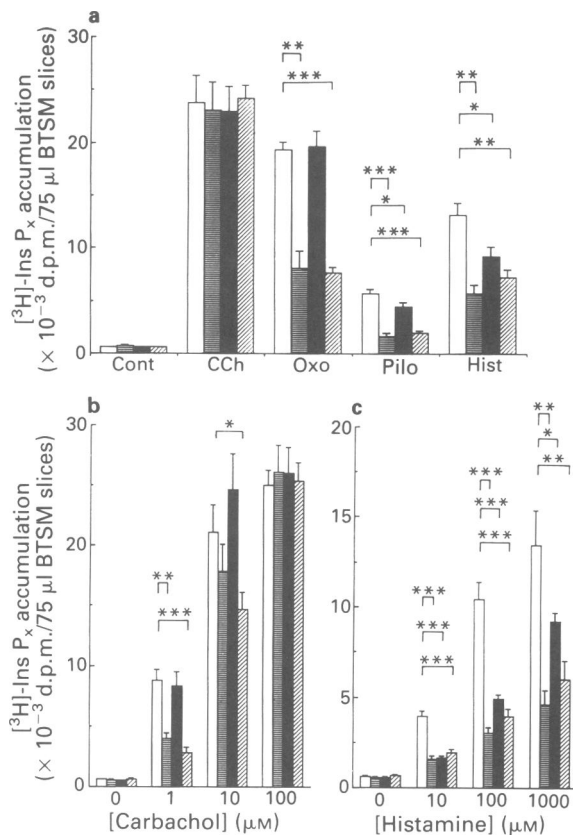 a
[³H]-Ins Pₓ accumulation
(× 10⁻³ d.p.m./75 µl BTSM slices)
30
20
10
0
**
***
***
*
***
**
*
**
Cont CCh Oxo Pilo Hist
b
[³H]-Ins Pₓ accumulation
(× 10⁻³ d.p.m./75 µl BTSM slices)
30
20
10
0
**
***
*
0 1 10 100
[Carbachol] (µM)
c
20
15
10
5
0
***
***
***
***
***
***
**
*
**
0 10 100 1000
[Histamine] (µM)